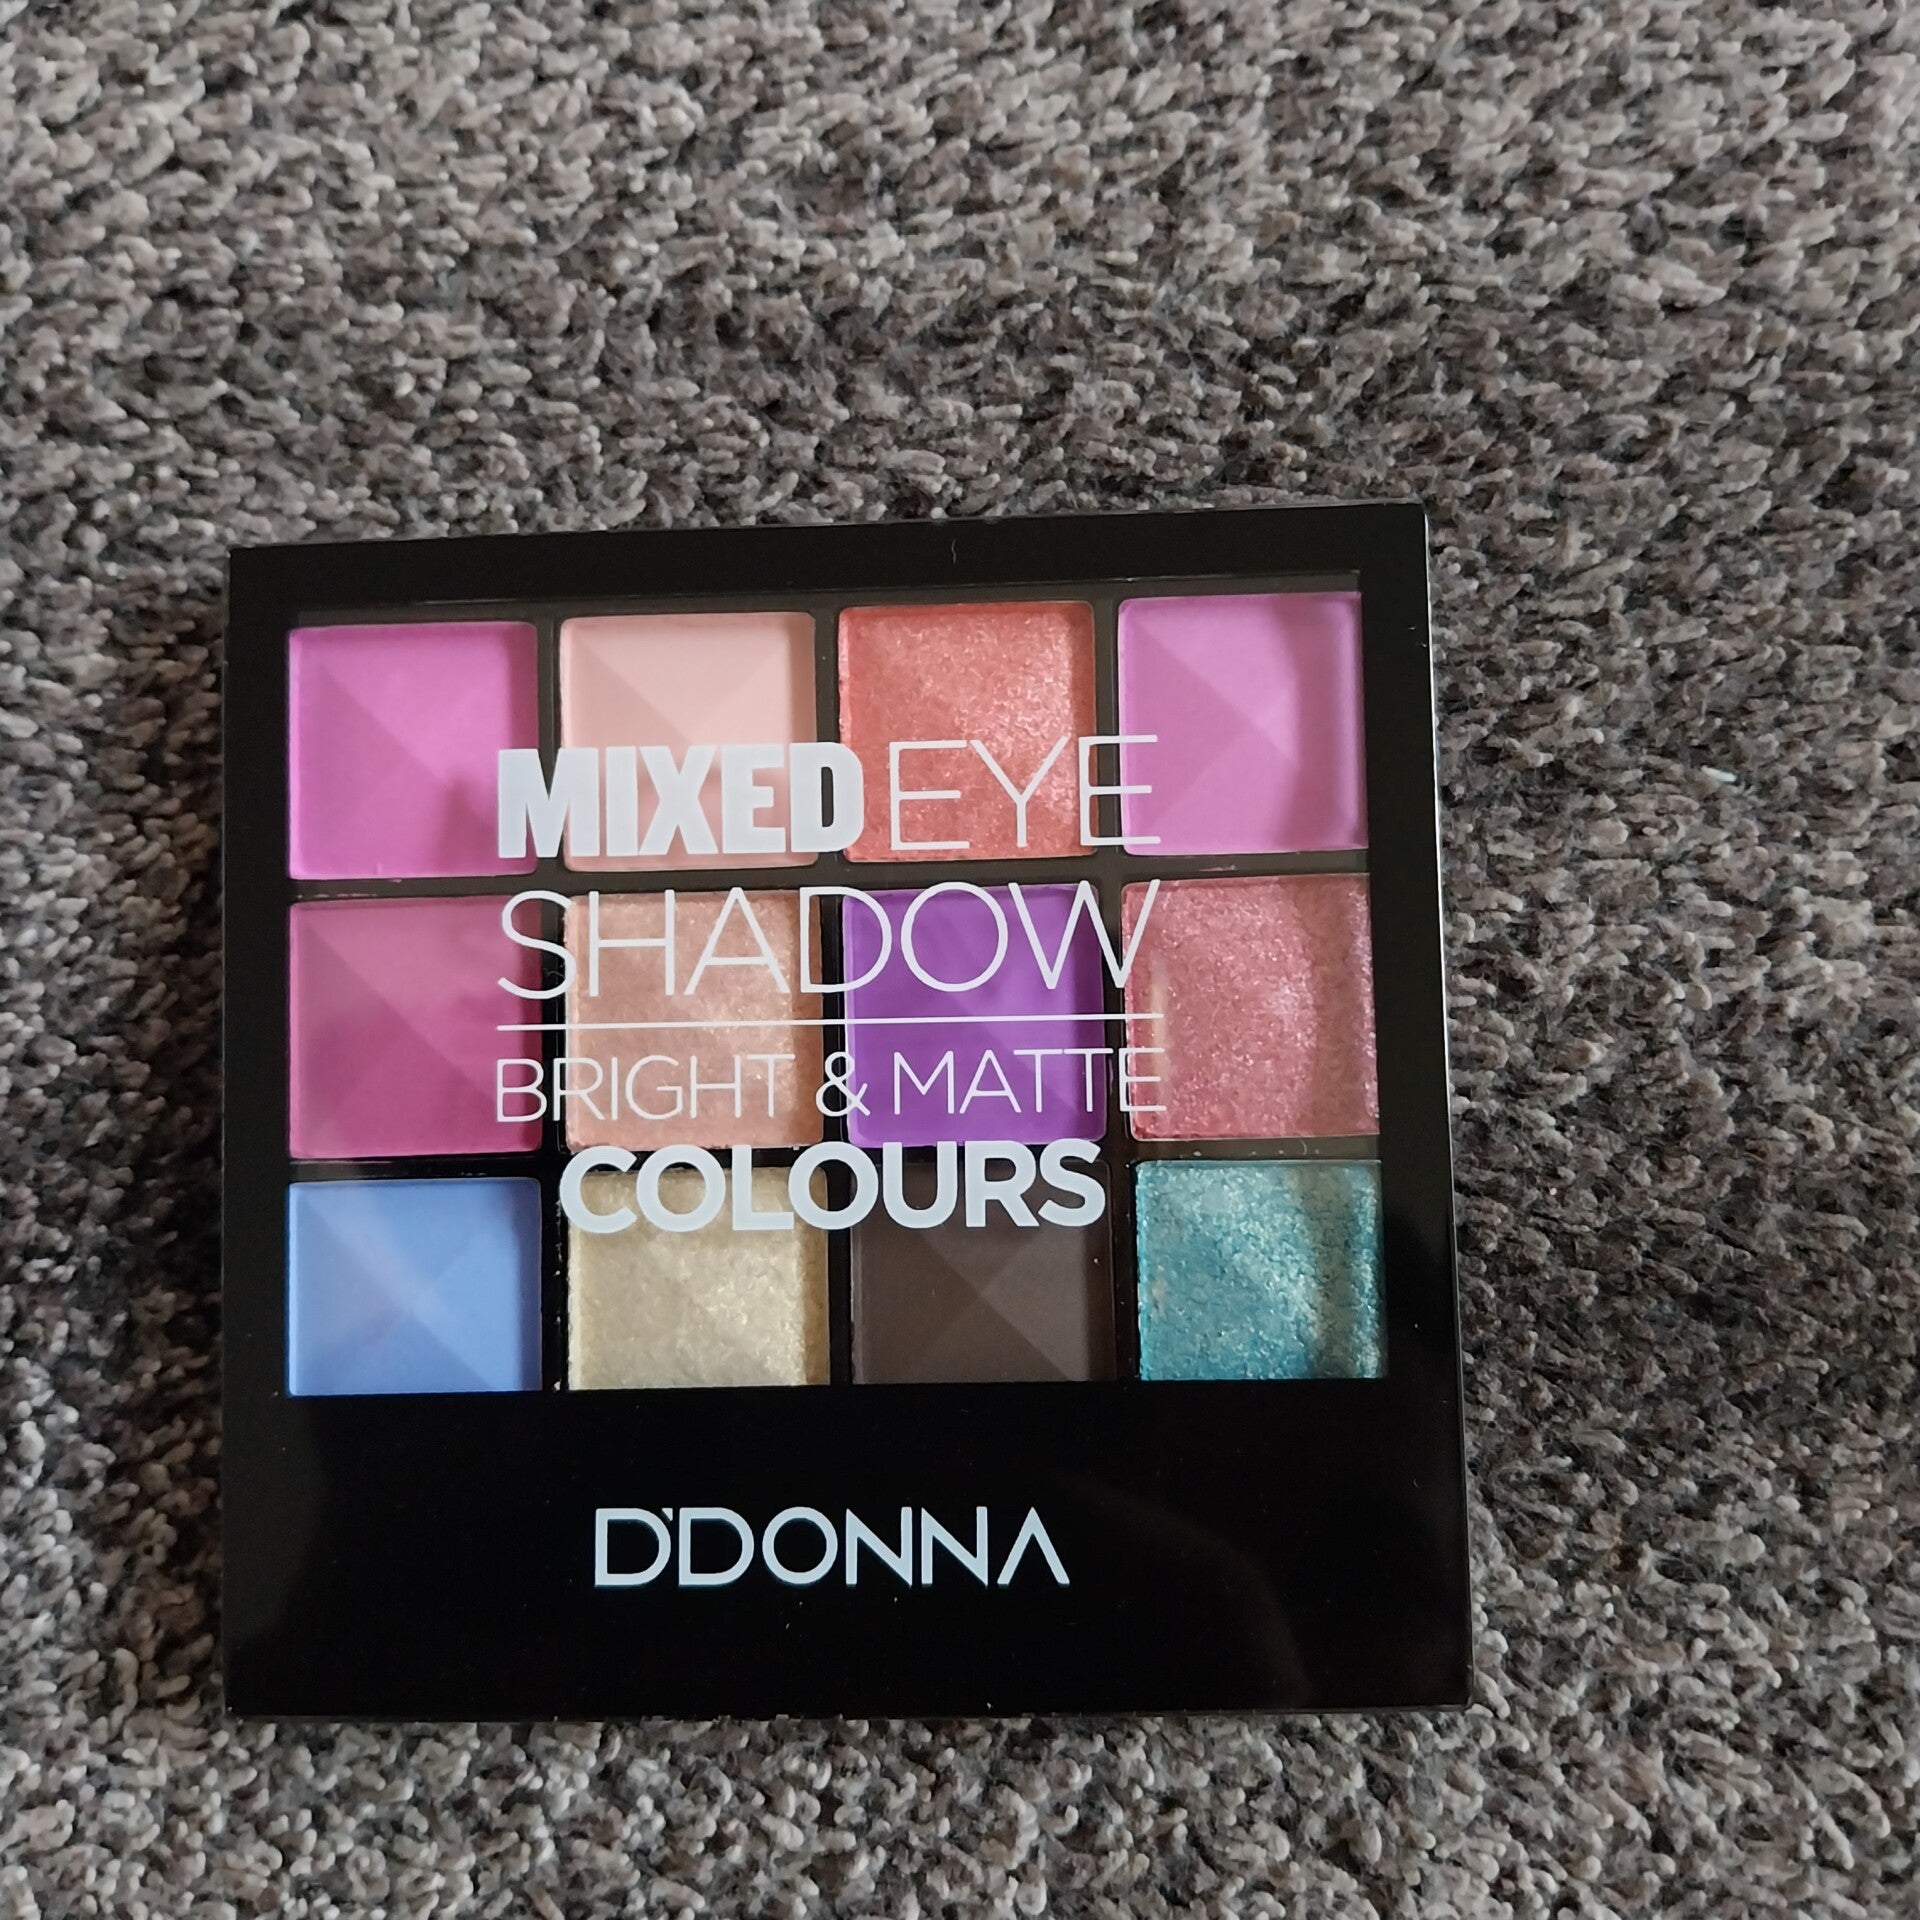 MIXED EYE
SHADOW
BRIGHT & MATTE
COLOURS
D'DONNA